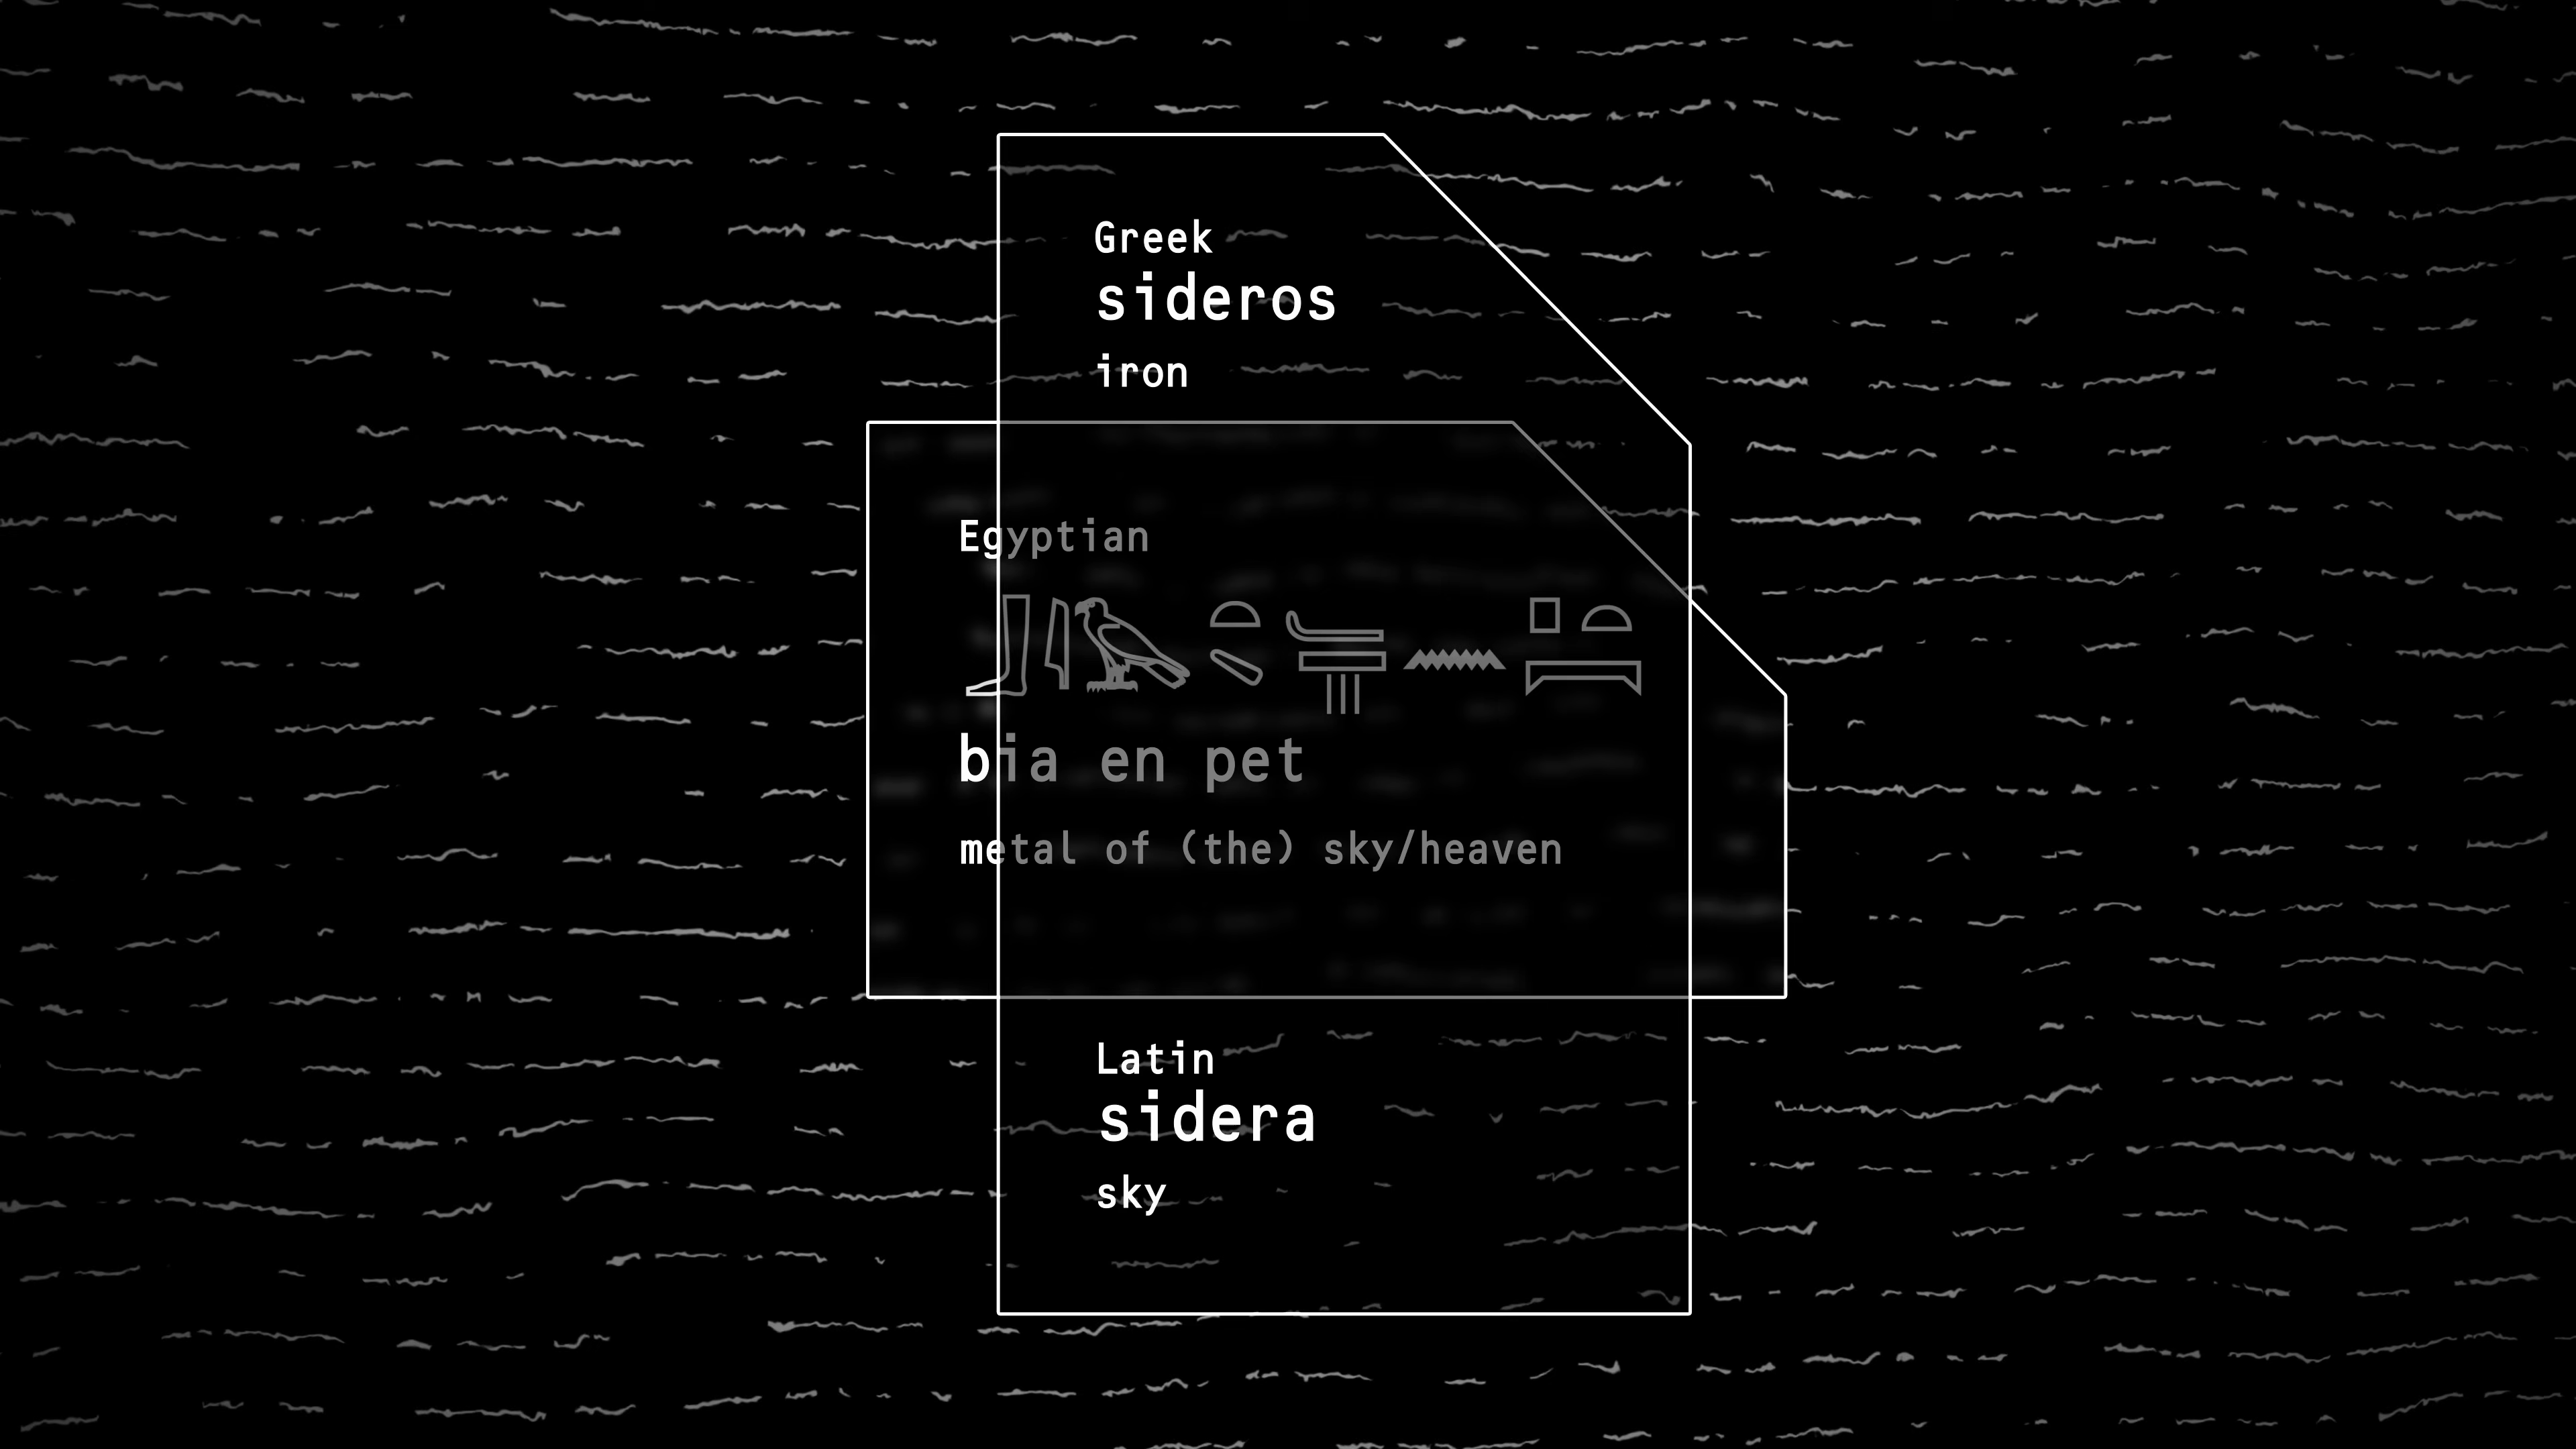 Greek
sideros
iron
Egyptian
bia en pet
metal of (the) sky/heaven
Latin
sidera
sky